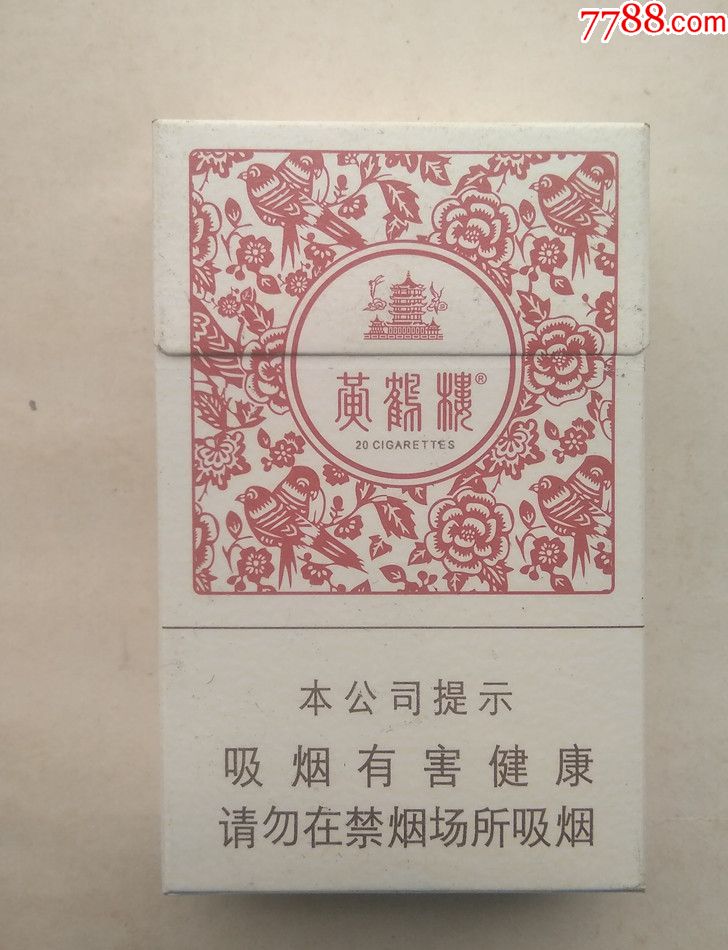 7788.com
黄鹤楼®
20 CIGARETTES
本公司提示
吸烟有害健康
请勿在禁烟场所吸烟